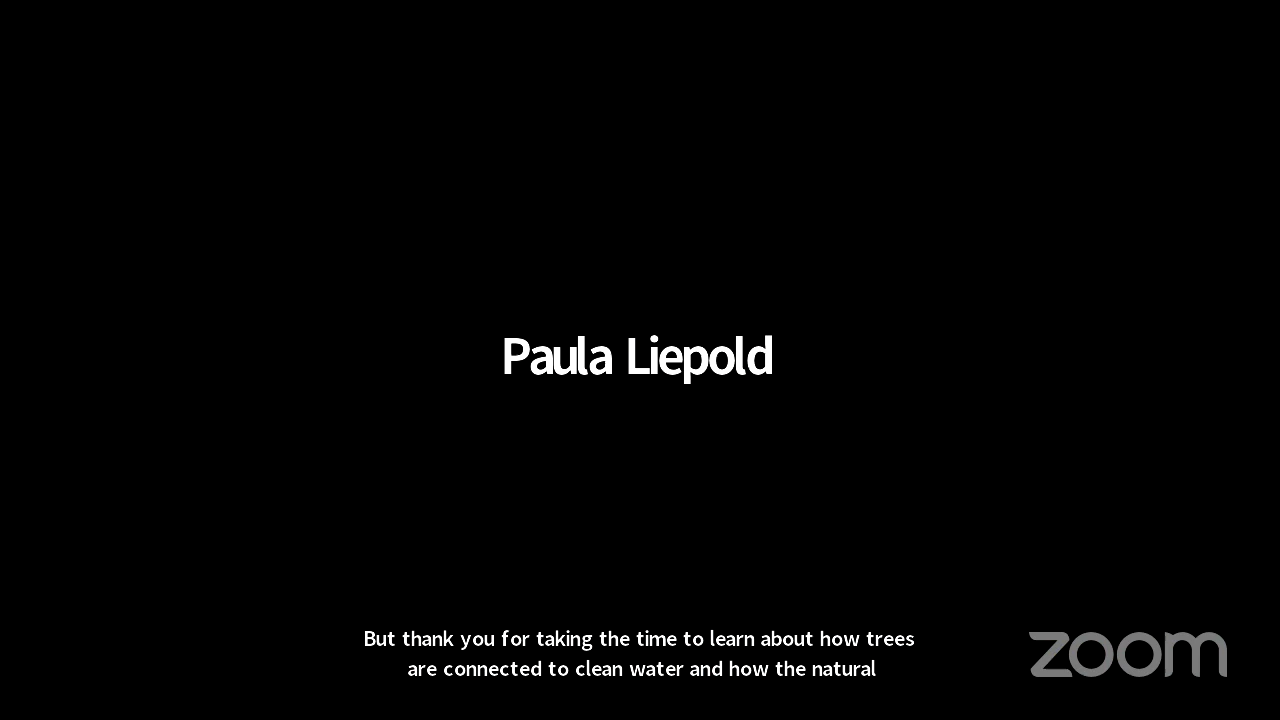 Paula Liepold
But thank you for taking the time to learn about how trees
are connected to clean water and how the natural
zoom